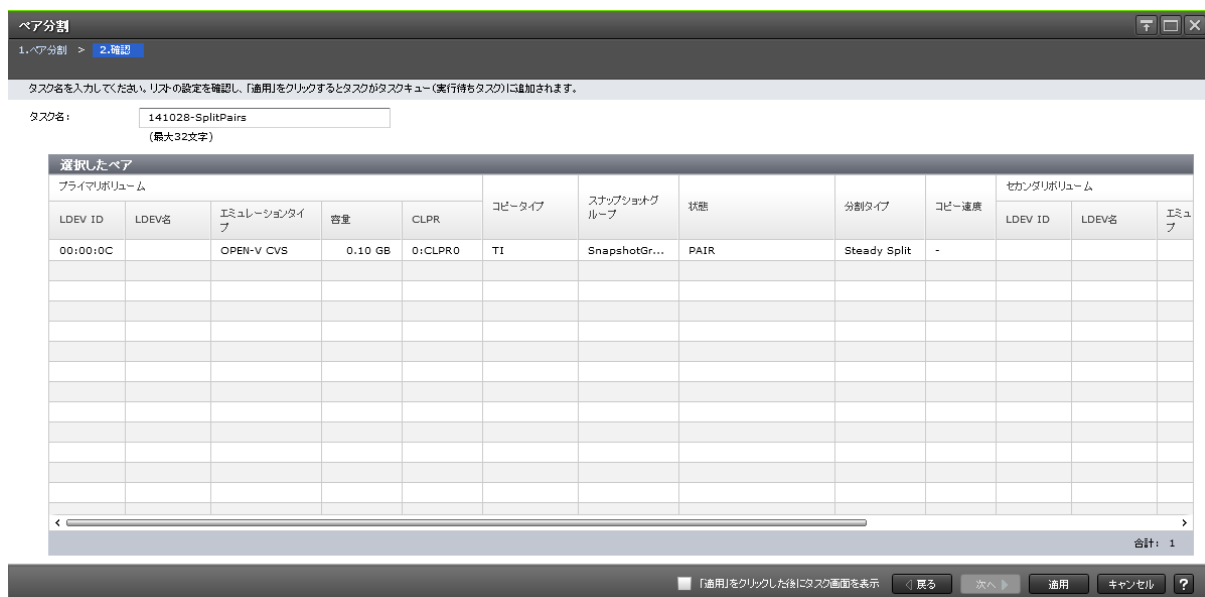 ペア分割
1.ペア分割 > 2.確認
タスク名を入力してください。リストの設定を確認し、「適用」をクリックするとタスクがタスクキュー(実行待ちタスク)に追加されます。
タスク名: 141028-SplitPairs
(最大32文字)
選択したペア
プライマリボリューム コピータイプ スナップショットグループ 状態 分割タイプ コピー速度 セカンダリボリューム
LDEV ID LDEV名 エミュレーションタイプ 容量 CLPR LDEV ID LDEV名 エミュ
プ
00:00:0C OPEN-V CVS 0.10 GB 0:CLPR0 TI SnapshotGr... PAIR Steady Split -
合計: 1
「適用」をクリックした後にタスク画面を表示 戻る 次へ 適用 キャンセル ?